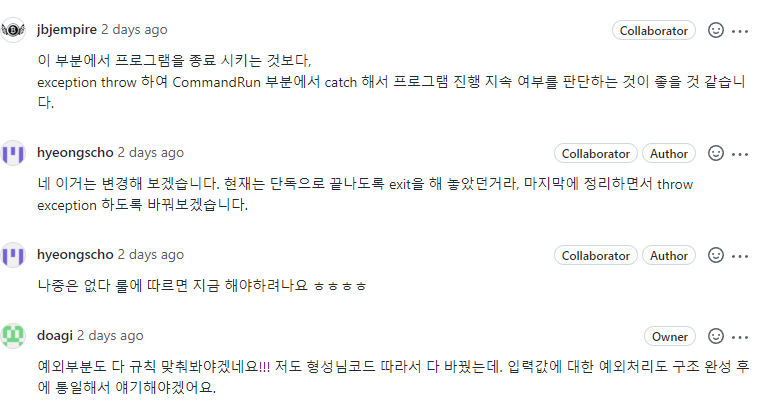 jbjempire 2 days ago
Collaborator
이 부분에서 프로그램을 종료 시키는 것보다,
exception throw 하여 CommandRun 부분에서 catch 해서 프로그램 진행 지속 여부를 판단하는 것이 좋을 것 같습니
다.
hyeongscho 2 days ago
Collaborator Author
네 이거는 변경해 보겠습니다. 현재는 단독으로 끝나도록 exit을 해 놓았던거라, 마지막에 정리하면서 throw
exception 하도록 바꿔보겠습니다.
hyeongscho 2 days ago
Collaborator Author
나중은 없다 룰에 따르면 지금 해야하려나요 ㅎㅎㅎㅎ
doagi 2 days ago
Owner
예외부분도 다 규칙 맞춰봐야겠네요!!! 저도 형성님코드 따라서 다 바꿨는데. 입력값에 대한 예외처리도 구조 완성 후
에 통일해서 얘기해야겠어요.